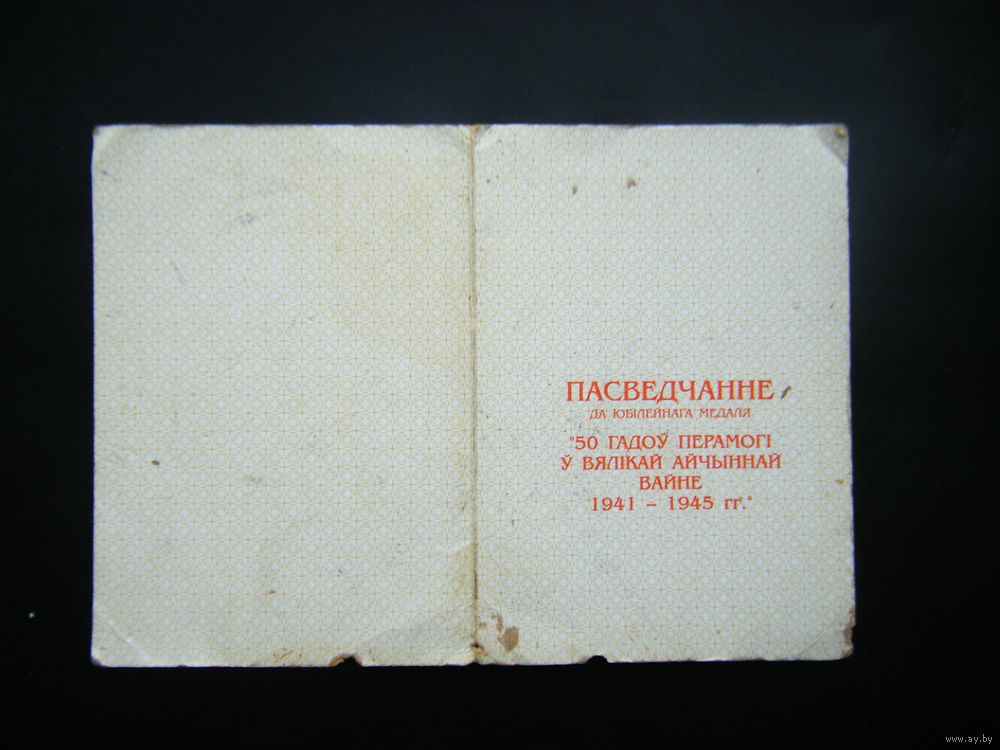 ПАСВЕДЧАННЕ
ДА ЮБІЛЕЙНАГА МЕДАЛЯ
"50 ГАДОЎ ПЕРАМОГІ
Ў ВЯЛІКАЙ АЙЧЫННАЙ
ВАЙНЕ
1941 – 1945 гг."
www.ay.by